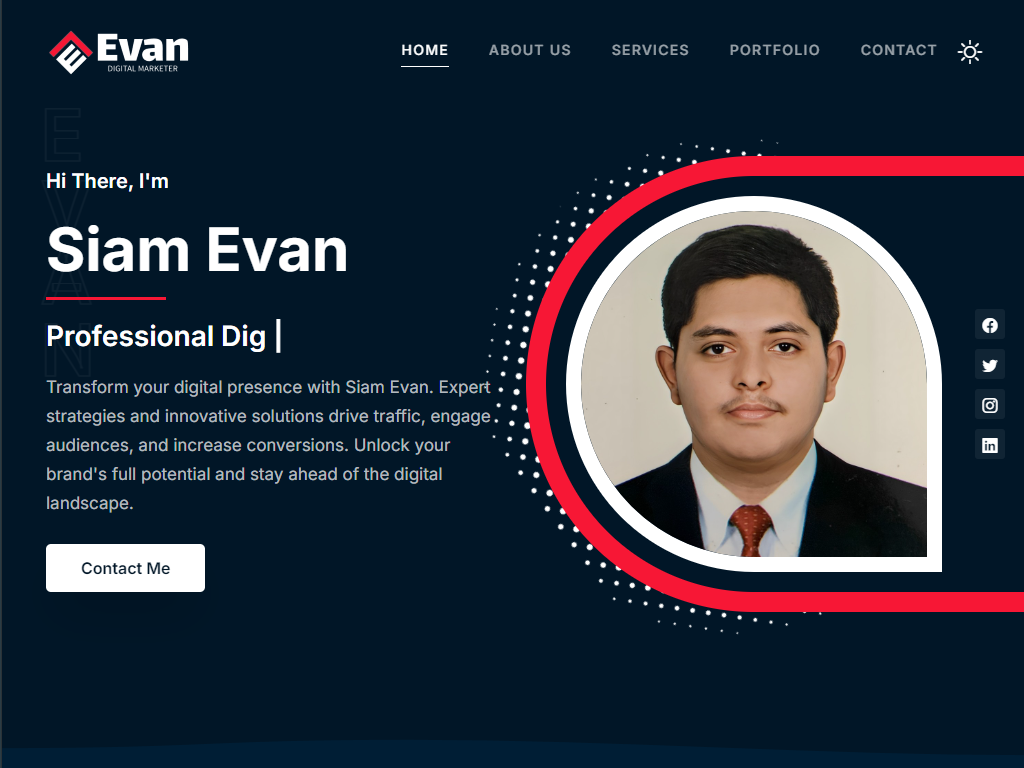 Evan
DIGITAL MARKETER
HOME
ABOUT US
SERVICES
PORTFOLIO
CONTACT
EVAN
Hi There, I'm
Siam Evan
Professional Dig |
Transform your digital presence with Siam Evan. Expert
strategies and innovative solutions drive traffic, engage
audiences, and increase conversions. Unlock your
brand's full potential and stay ahead of the digital
landscape.
Contact Me